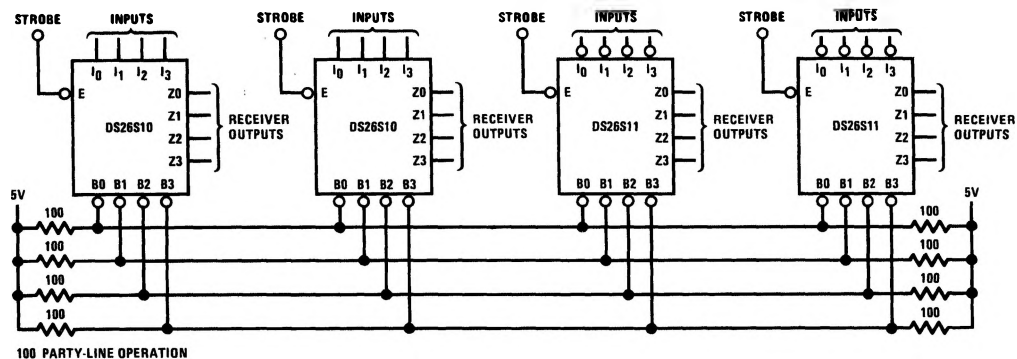 STROBE INPUTS STROBE INPUTS STROBE INPUTS STROBE INPUTS
I0 I1 I2 I3 I0 I1 I2 I3 I0 I1 I2 I3 I0 I1 I2 I3
E Z0 E Z0 E Z0 E Z0
Z1 Z1 Z1 Z1
DS26S10 RECEIVER OUTPUTS DS26S10 RECEIVER OUTPUTS DS26S11 RECEIVER OUTPUTS DS26S11 RECEIVER OUTPUTS
Z2 Z2 Z2 Z2
Z3 Z3 Z3 Z3
B0 B1 B2 B3 B0 B1 B2 B3 B0 B1 B2 B3 B0 B1 B2 B3
5V 5V
100 100
100 100
100 100
100 100
100 PARTY-LINE OPERATION